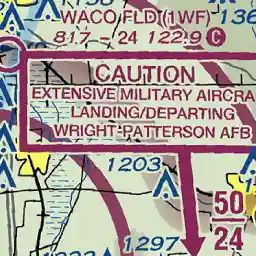 WACO FLD (1WF)
817 - 24 122.9 C
CAUTION
EXTENSIVE MILITARY AIRCRA
LANDING/DEPARTING
WRIGHT-PATTERSON AFB
1203
50
24
1297